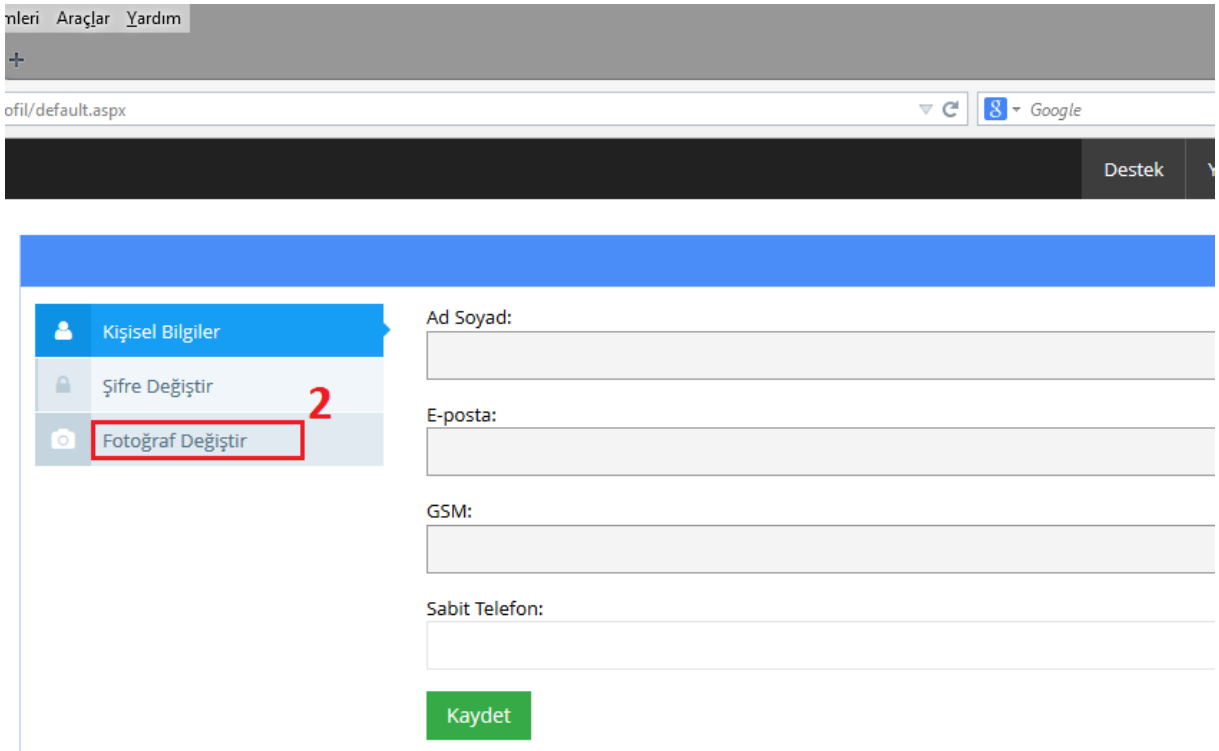 mleri Araçlar Yardım
+
ofil/default.aspx
Google
Destek Y
Kişisel Bilgiler
Şifre Değiştir
2
Fotoğraf Değiştir
Ad Soyad:
E-posta:
GSM:
Sabit Telefon:
Kaydet